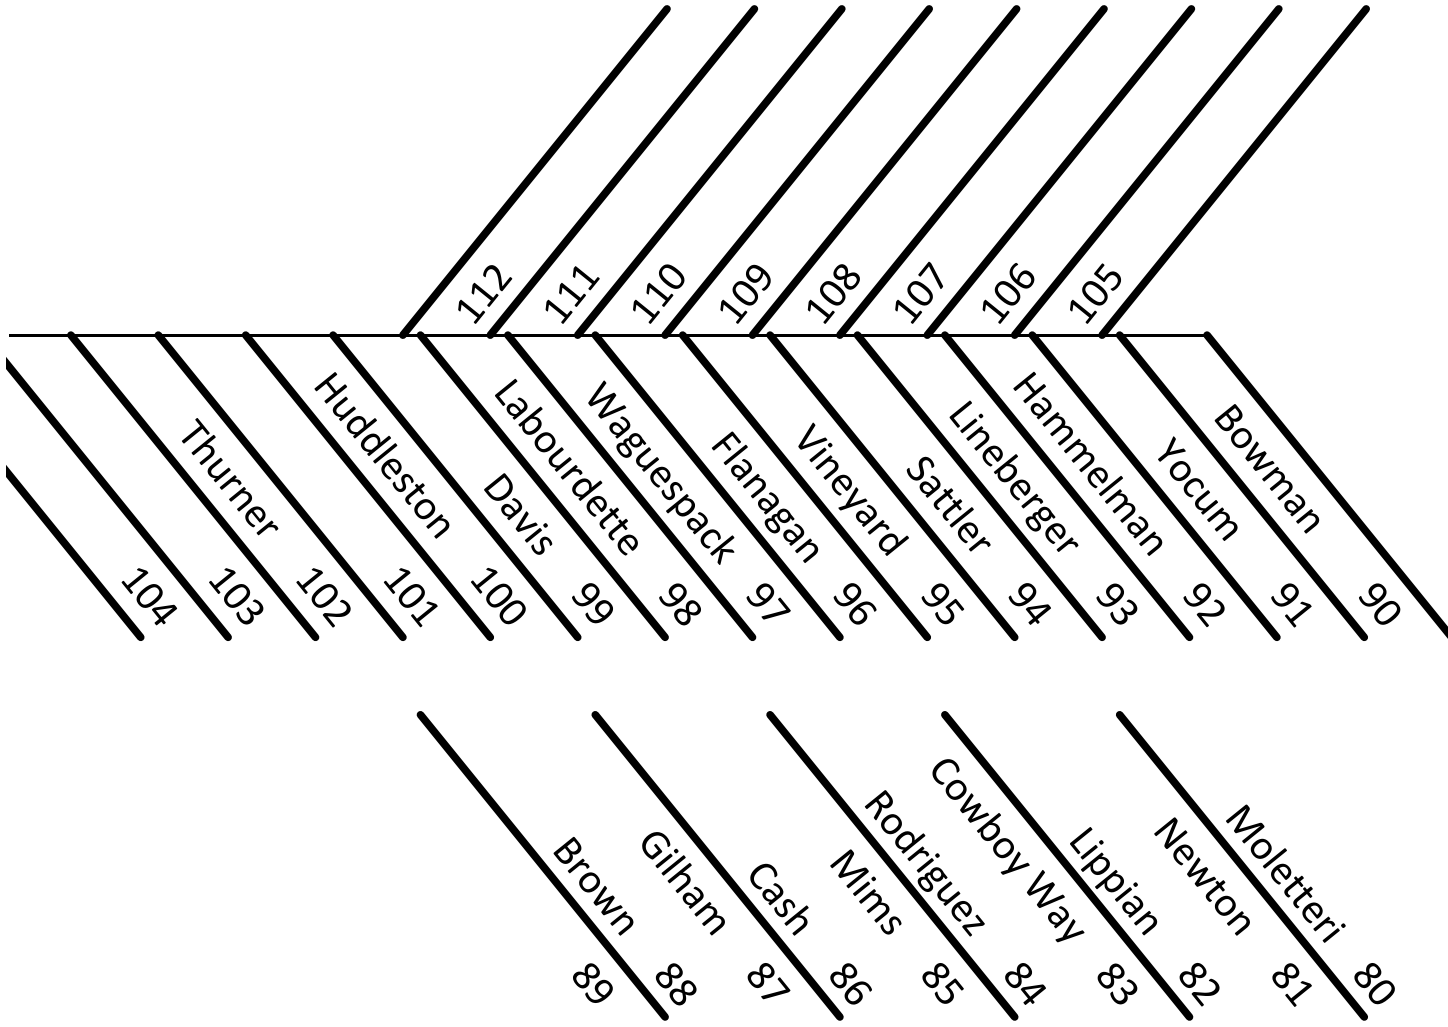 112
111
110
109
108
107
106
105
104
103
Thurner 102
101
Huddleston 100
Davis 99
Labourdette 98
Waguespack 97
Flanagan 96
Vineyard 95
Sattler 94
Lineberger 93
Hammelman 92
Yocum 91
Bowman 90
89
Brown 88
Gilham 87
Cash 86
Mims 85
Rodriguez 84
Cowboy Way 83
Lippian 82
Newton 81
Moletteri 80